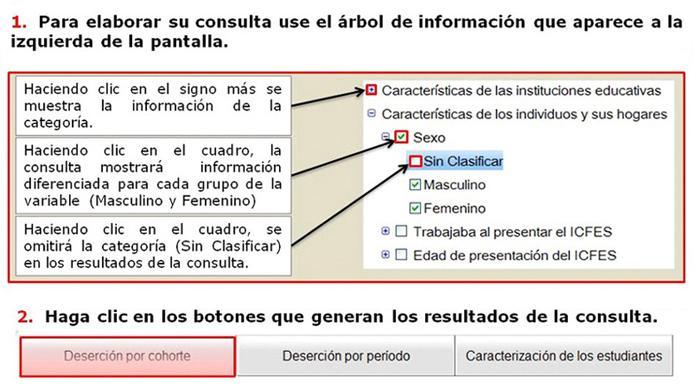 1. Para elaborar su consulta use el árbol de información que aparece a la
izquierda de la pantalla.
Haciendo clic en el signo más se
muestra la información de la
categoría.
Haciendo clic en el cuadro, la
consulta mostrará información
diferenciada para cada grupo de la
variable (Masculino y Femenino)
Haciendo clic en el cuadro, se
omitirá la categoría (Sin Clasificar)
en los resultados de la consulta.
Características de las instituciones educativas
Características de los individuos y sus hogares
Sexo
Sin Clasificar
Masculino
Femenino
Trabajaba al presentar el ICFES
Edad de presentación del ICFES
2. Haga clic en los botones que generan los resultados de la consulta.
Deserción por cohorte
Deserción por período
Caracterización de los estudiantes